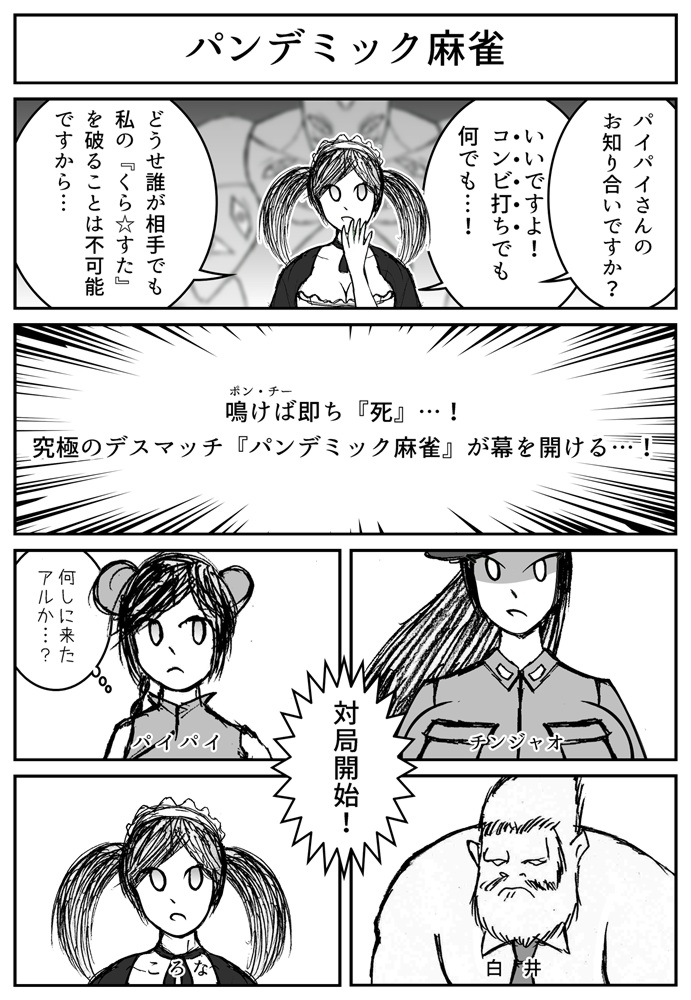 パンデミック麻雀
パイパイさんの
お知り合いですか?
いいですよ!
コンビ打ちでも
何でも…!
どうせ誰が相手でも
私の『くら☆すた』
を破ることは不可能
ですから…
ポン・チー
鳴けば即ち『死』…!
究極のデスマッチ『パンデミック麻雀』が幕を開ける…!
チンジャオ
何しに来た
アルか…?
パイパイ
対局開始!
白井
ころな